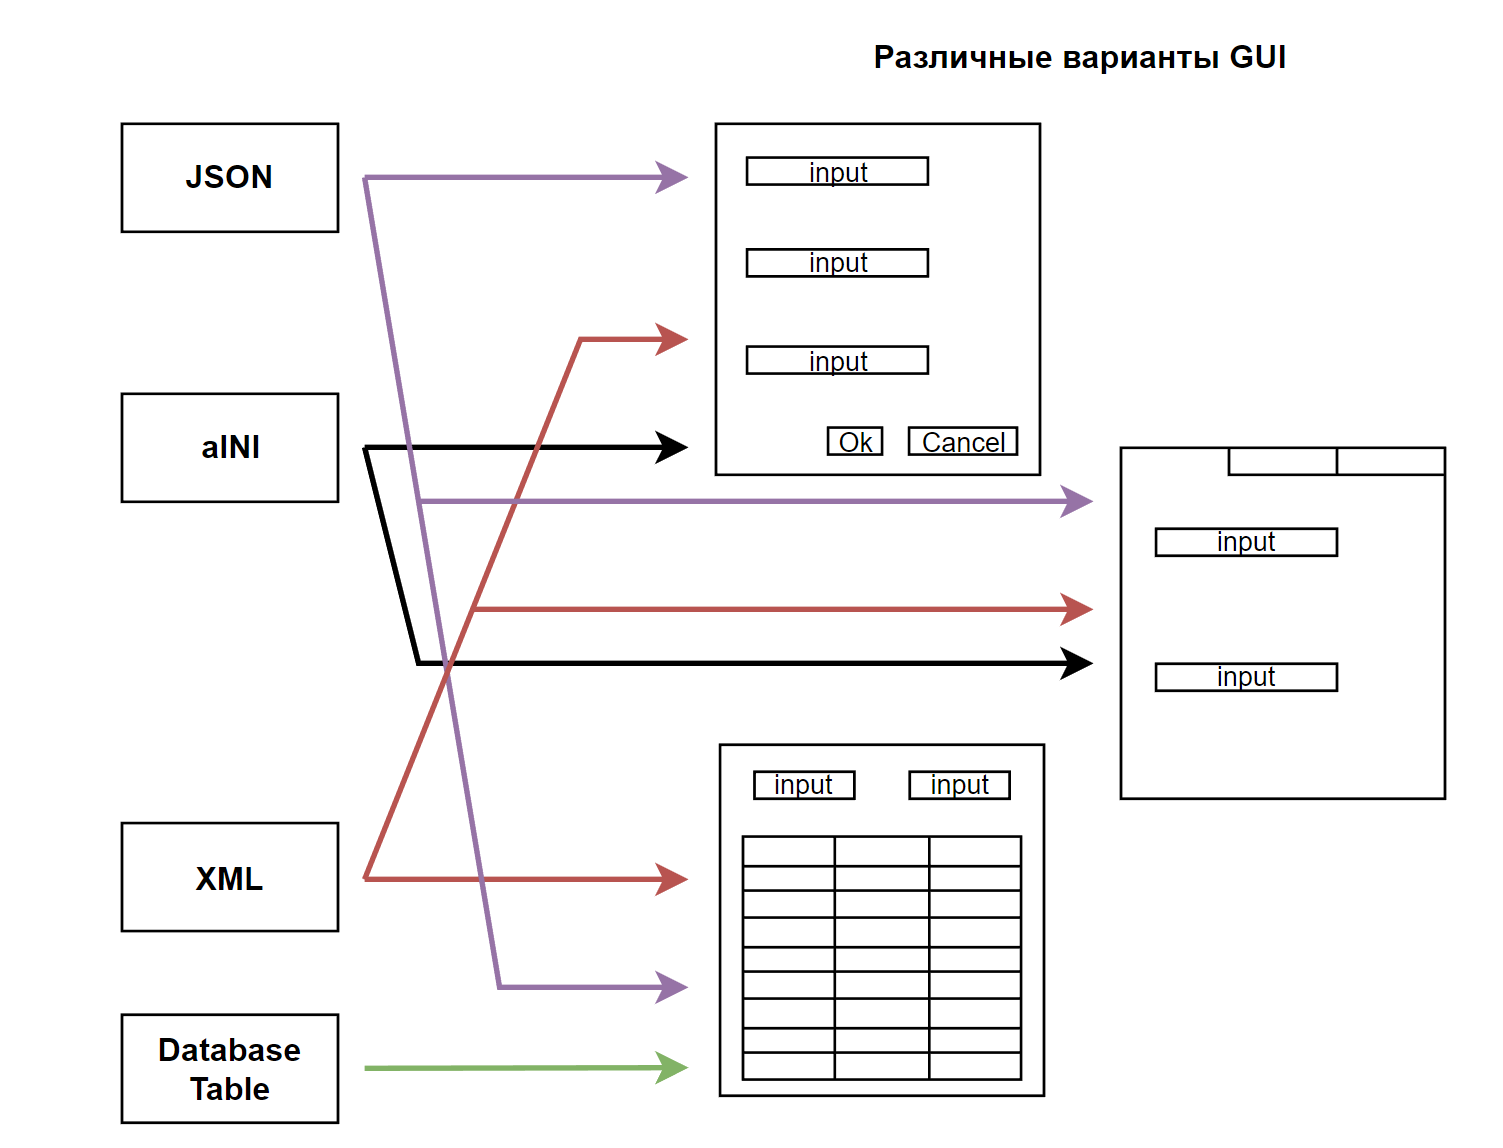 Различные варианты GUI
JSON
input
input
input
aINI
Ok
Cancel
input
input
input
input
XML
Database
Table